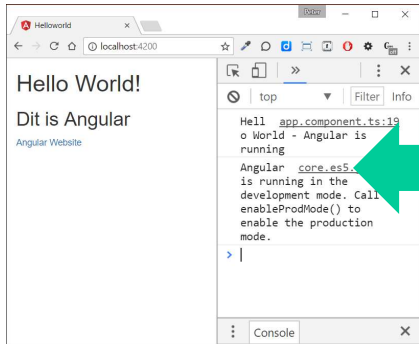 Helloworld
Peter
localhost:4200
Hello World!
Dit is Angular
Angular Website
top
Filter Info
Hell app.component.ts:19
o World - Angular is
running
Angular core.es5.
is running in the
development mode. Call
enableProdMode() to
enable the production
mode.
Console